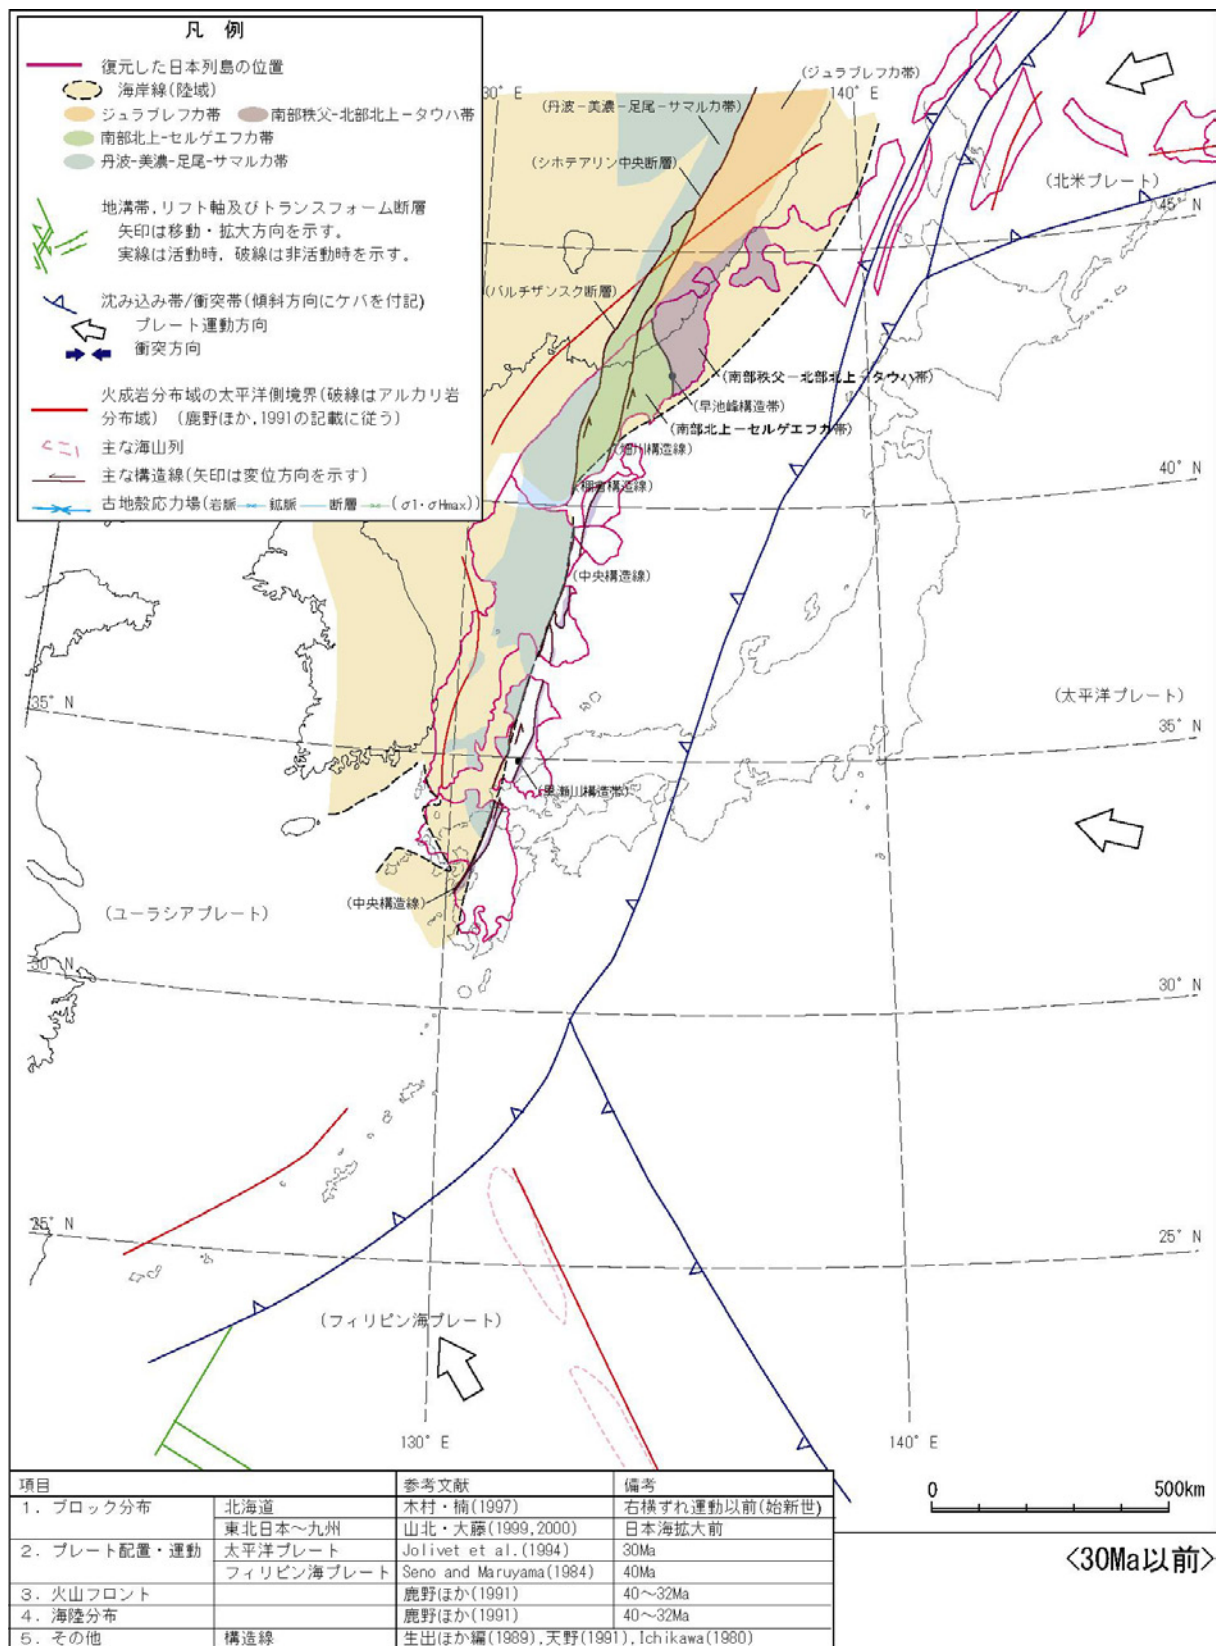 凡 例
復元した日本列島の位置
海岸線(陸域)
ジュラブレフカ帯 南部秩父-北部北上-タウハ帯
南部北上-セルゲエフカ帯
丹波-美濃-足尾-サマルカ帯
地溝帯,リフト軸及びトランスフォーム断層
矢印は移動・拡大方向を示す。
実線は活動時,破線は非活動時を示す。
沈み込み帯/衝突帯(傾斜方向にケバを付記)
プレート運動方向
衝突方向
火成岩分布域の太平洋側境界(破線はアルカリ岩
分布域) (鹿野ほか,1991の記載に従う)
主な海山列
主な構造線(矢印は変位方向を示す)
古地殻応力場(岩脈 鉱脈 断層 (σ1・σHmax))
30° E
(ジュラブレフカ帯)
140° E
(丹波-美濃-足尾-サマルカ帯)
(シホテアリン中央断層)
(北米プレート)
45° N
(パルチザンスク断層)
(南部秩父-北部北上-タウハ帯)
(早池峰構造帯)
(南部北上-セルゲエフカ帯)
(畑川構造線)
40° N
(棚倉構造線)
(中央構造線)
35° N
(太平洋プレート)
35° N
(黒瀬川構造帯)
(中央構造線)
(ユーラシアプレート)
30° N
30° N
25° N
25° N
(フィリピン海プレート)
130° E
140° E
0 500km
項目 参考文献 備考
1. ブロック分布 北海道 木村・楠(1997) 右横ずれ運動以前(始新世)
東北日本～九州 山北・大藤(1999,2000) 日本海拡大前
2. プレート配置・運動 太平洋プレート Jolivet et al.(1994) 30Ma
フィリピン海プレート Seno and Maruyama(1984) 40Ma
3. 火山フロント 鹿野ほか(1991) 40～32Ma
4. 海陸分布 鹿野ほか(1991) 40～32Ma
5. その他 構造線 生出ほか編(1989),天野(1991),Ichikawa(1980)
<30Ma以前>